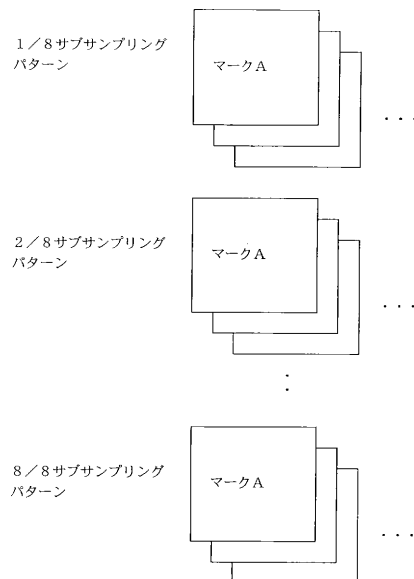 1／8サブサンプリング
パターン
マークA
・・・
2／8サブサンプリング
パターン
マークA
・・・
：
8／8サブサンプリング
パターン
マークA
・・・